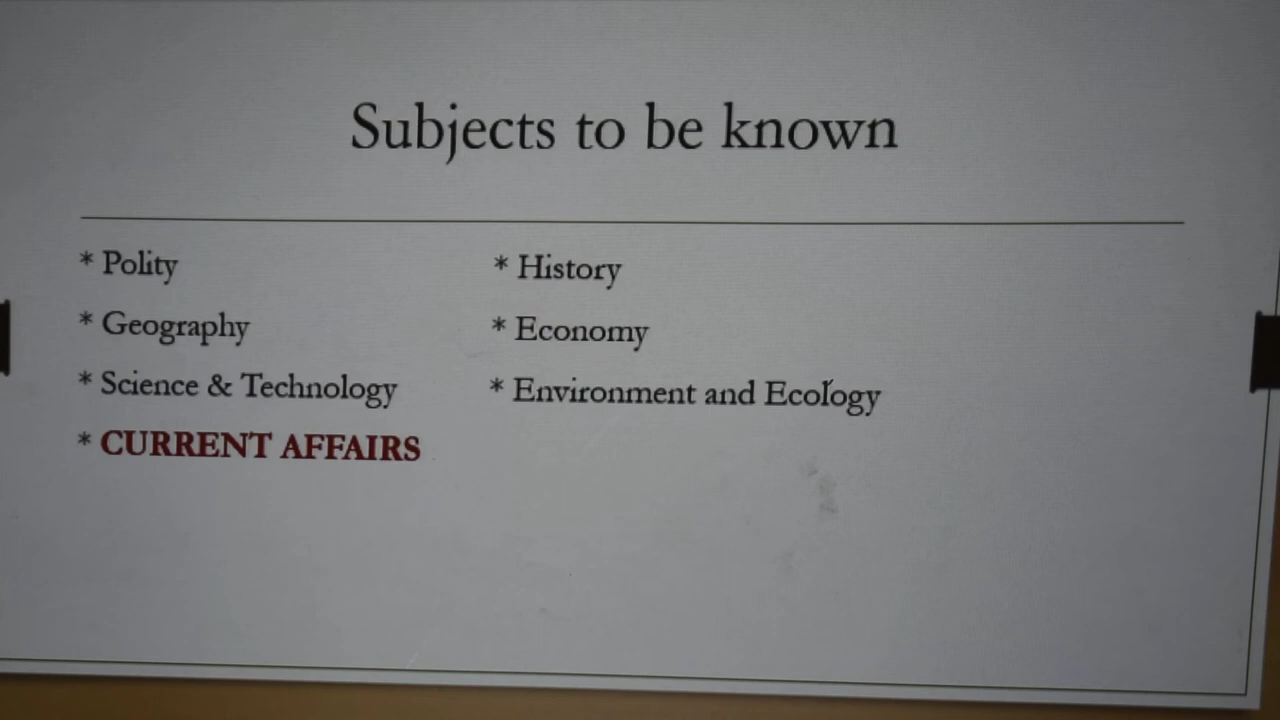 Subjects to be known
* Polity
* History
* Geography
* Economy
* Science & Technology
* Environment and Ecology
* CURRENT AFFAIRS